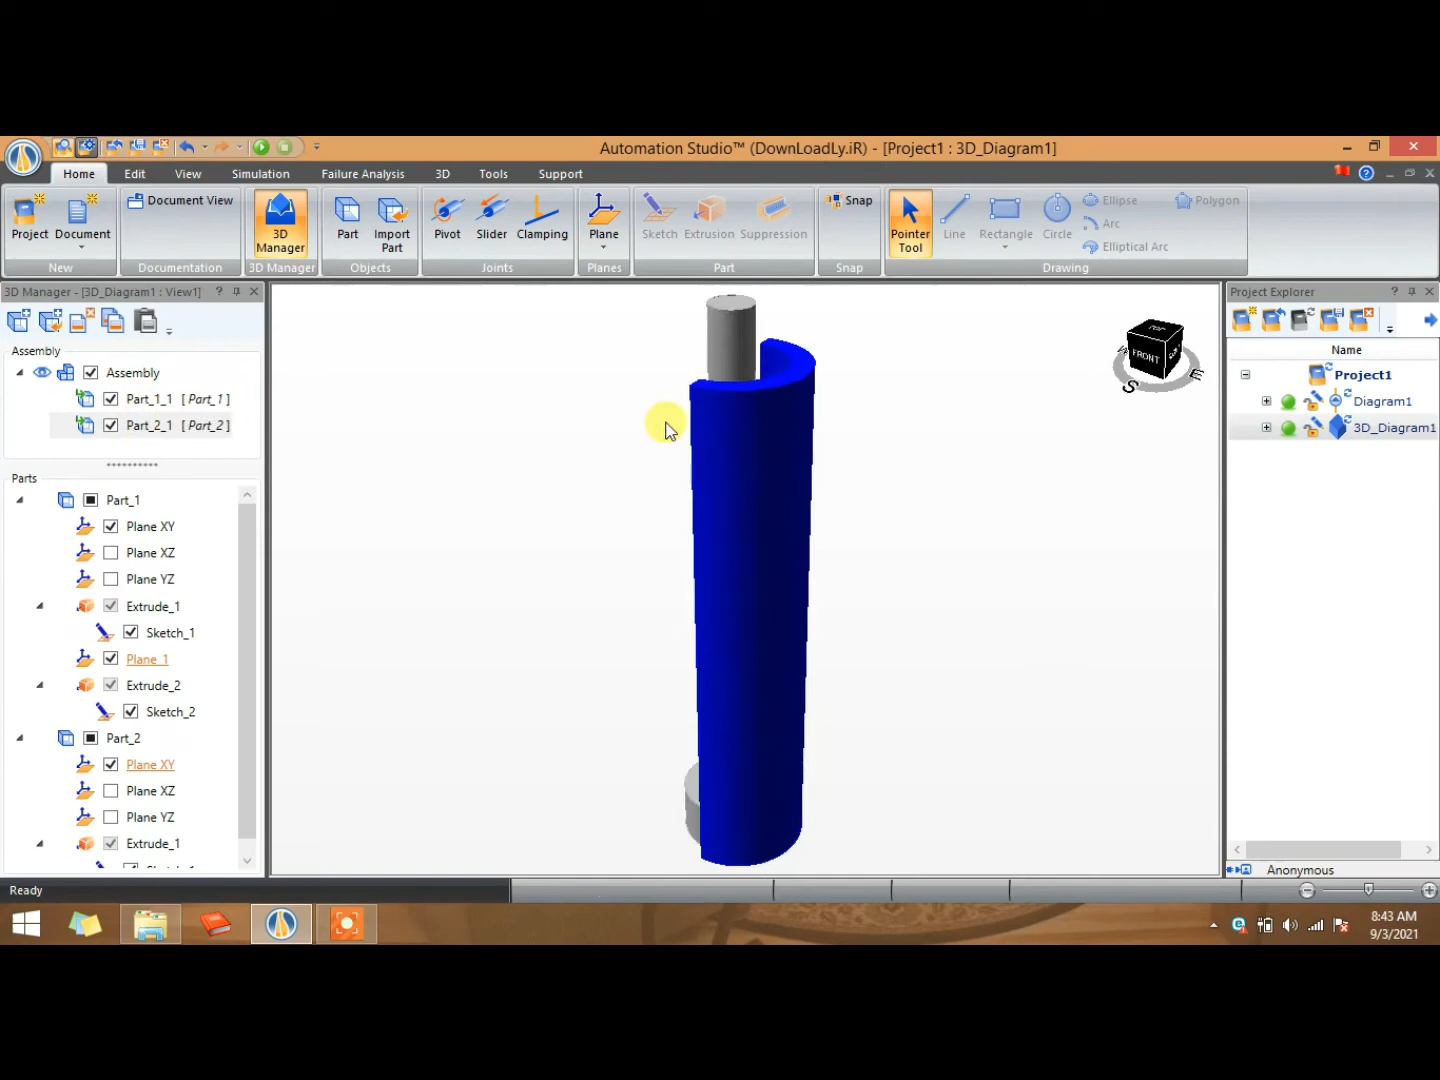 Automation Studio™ (DownLoadLy.iR) - [Project1 : 3D_Diagram1]
Home Edit View Simulation Failure Analysis 3D Tools Support
Project
Document
New
Document View
Documentation
3D
Manager
3D Manager
Part
Import
Part
Objects
Pivot
Slider
Clamping
Joints
Plane
Planes
Sketch
Extrusion
Suppression
Part
Snap
Snap
Pointer
Tool
Line
Rectangle
Circle
Ellipse
Arc
Elliptical Arc
Polygon
Drawing
3D Manager - [3D_Diagram1 : View1]
Assembly
Assembly
Part_1_1 [ Part_1 ]
Part_2_1 [ Part_2 ]
Parts
Part_1
Plane XY
Plane XZ
Plane YZ
Extrude_1
Sketch_1
Plane_1
Extrude_2
Sketch_2
Part_2
Plane XY
Plane XZ
Plane YZ
Extrude_1
TOP
FRONT
S
E
Project Explorer
Name
Project1
Diagram1
3D_Diagram1
Anonymous
Ready
8:43 AM
9/3/2021